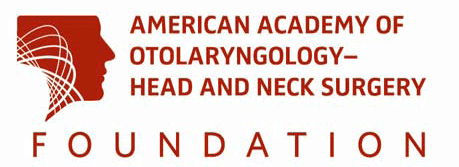 AMERICAN ACADEMY OF
OTOLARYNGOLOGY–
HEAD AND NECK SURGERY
FOUNDATION